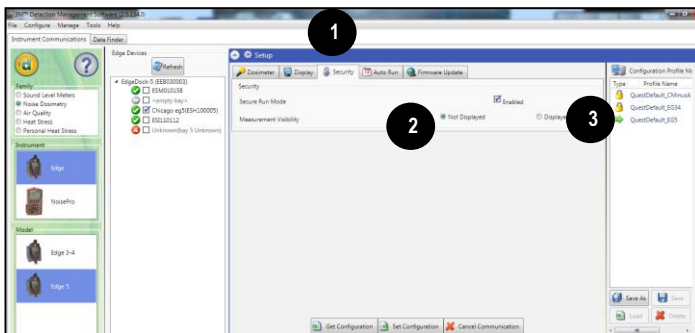 3M™ Detection Management Software (2.5.134.0)
File Configure Manage Tools Help
Instrument Communications Data Finder
1
d ?
Family
Sound Level Meters
Noise Dosimetry
Air Quality
Heat Stress
Personal Heat Stress
Instrument
Edge
NoisePro
Model
Edge 3-4
Edge 5
Edge Devices
Refresh
EdgeDock-5 (EEB030003)
ESM010158
<empty bay>
Chicago eg5(ESH100005)
ESI110112
Unknown(bay 5 Unknown)
Setup
Dosimeter Display Security Auto Run Firmware Update
Security
Secure Run Mode Enabled
Measurement Visibility Not Displayed Displaye
2
3
Get Configuration Set Configuration Cancel Communication
Configuration Profile Ma
Type Profile Name
QuestDefault_EG34
QuestDefault_EG5
Save As Save
Load Delete